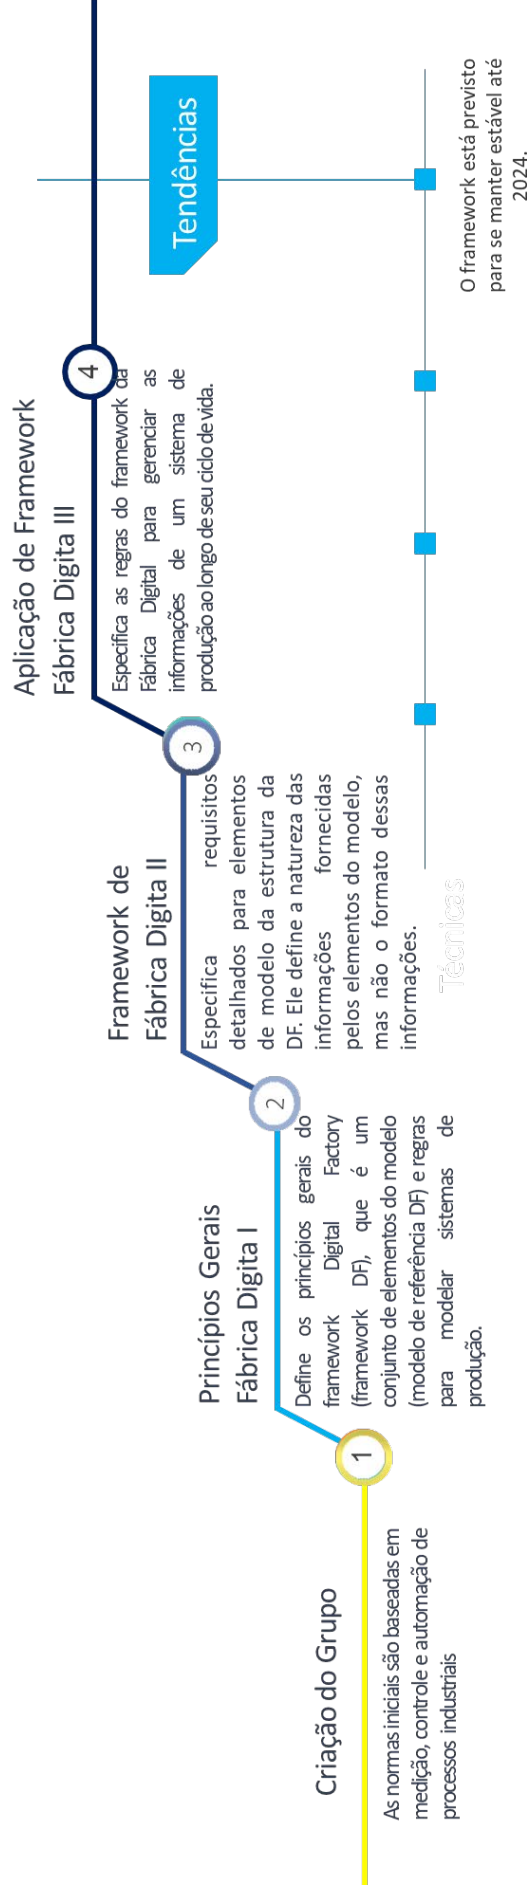 Criação do Grupo
As normas iniciais são baseadas em
medição, controle e automação de
processos industriais
1
Princípios Gerais
Fábrica Digita I
Define os princípios gerais do
framework Digital Factory
(framework DF), que é um
conjunto de elementos do modelo
(modelo de referência DF) e regras
para modelar sistemas de
produção.
2
Framework de
Fábrica Digita II
Especifica requisitos
detalhados para elementos
de modelo da estrutura da
DF. Ele define a natureza das
informações fornecidas
pelos elementos do modelo,
mas não o formato dessas
informações.
3
Aplicação de Framework
Fábrica Digita III
Especifica as regras do framework da
Fábrica Digital para gerenciar as
informações de um sistema de
produção ao longo de seu ciclo de vida.
4
Tendências
Técnicas
O framework está previsto
para se manter estável até
2024.